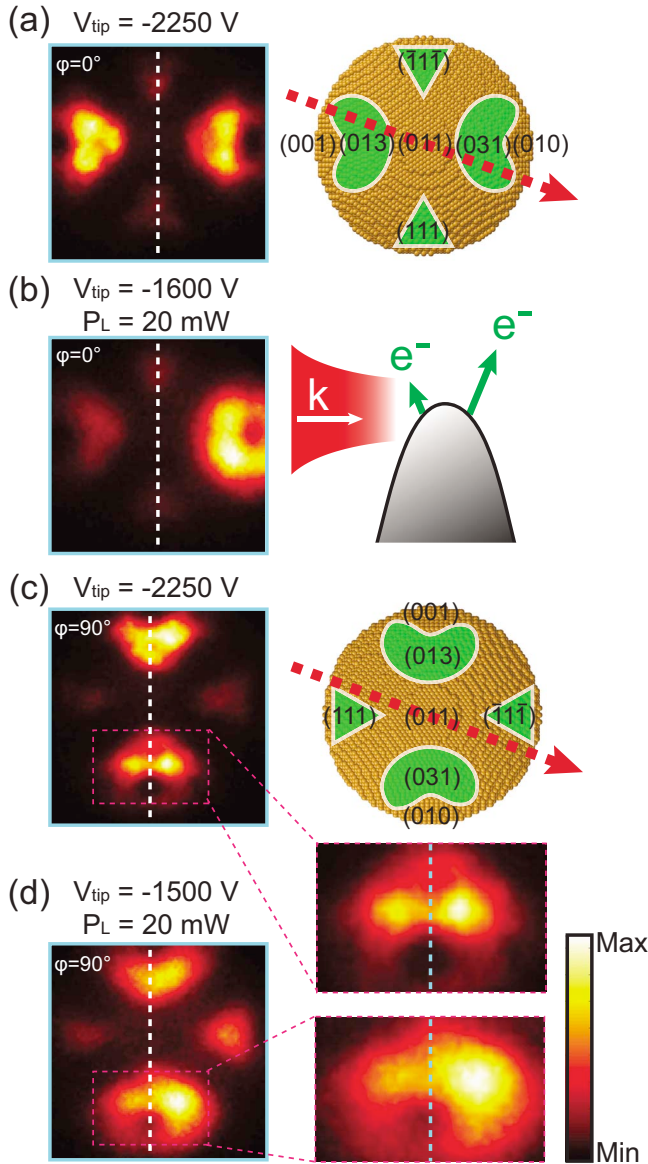 (a)
V_tip = -2250 V
φ=0°
(1̅11̅)
(001) (013) (011) (031) (010)
(111)
(b)
V_tip = -1600 V
P_L = 20 mW
φ=0°
k
e⁻
e⁻
(c)
V_tip = -2250 V
φ=90°
(001)
(013)
(111) (011) (1̅11̅)
(031)
(010)
(d)
V_tip = -1500 V
P_L = 20 mW
φ=90°
Max
Min